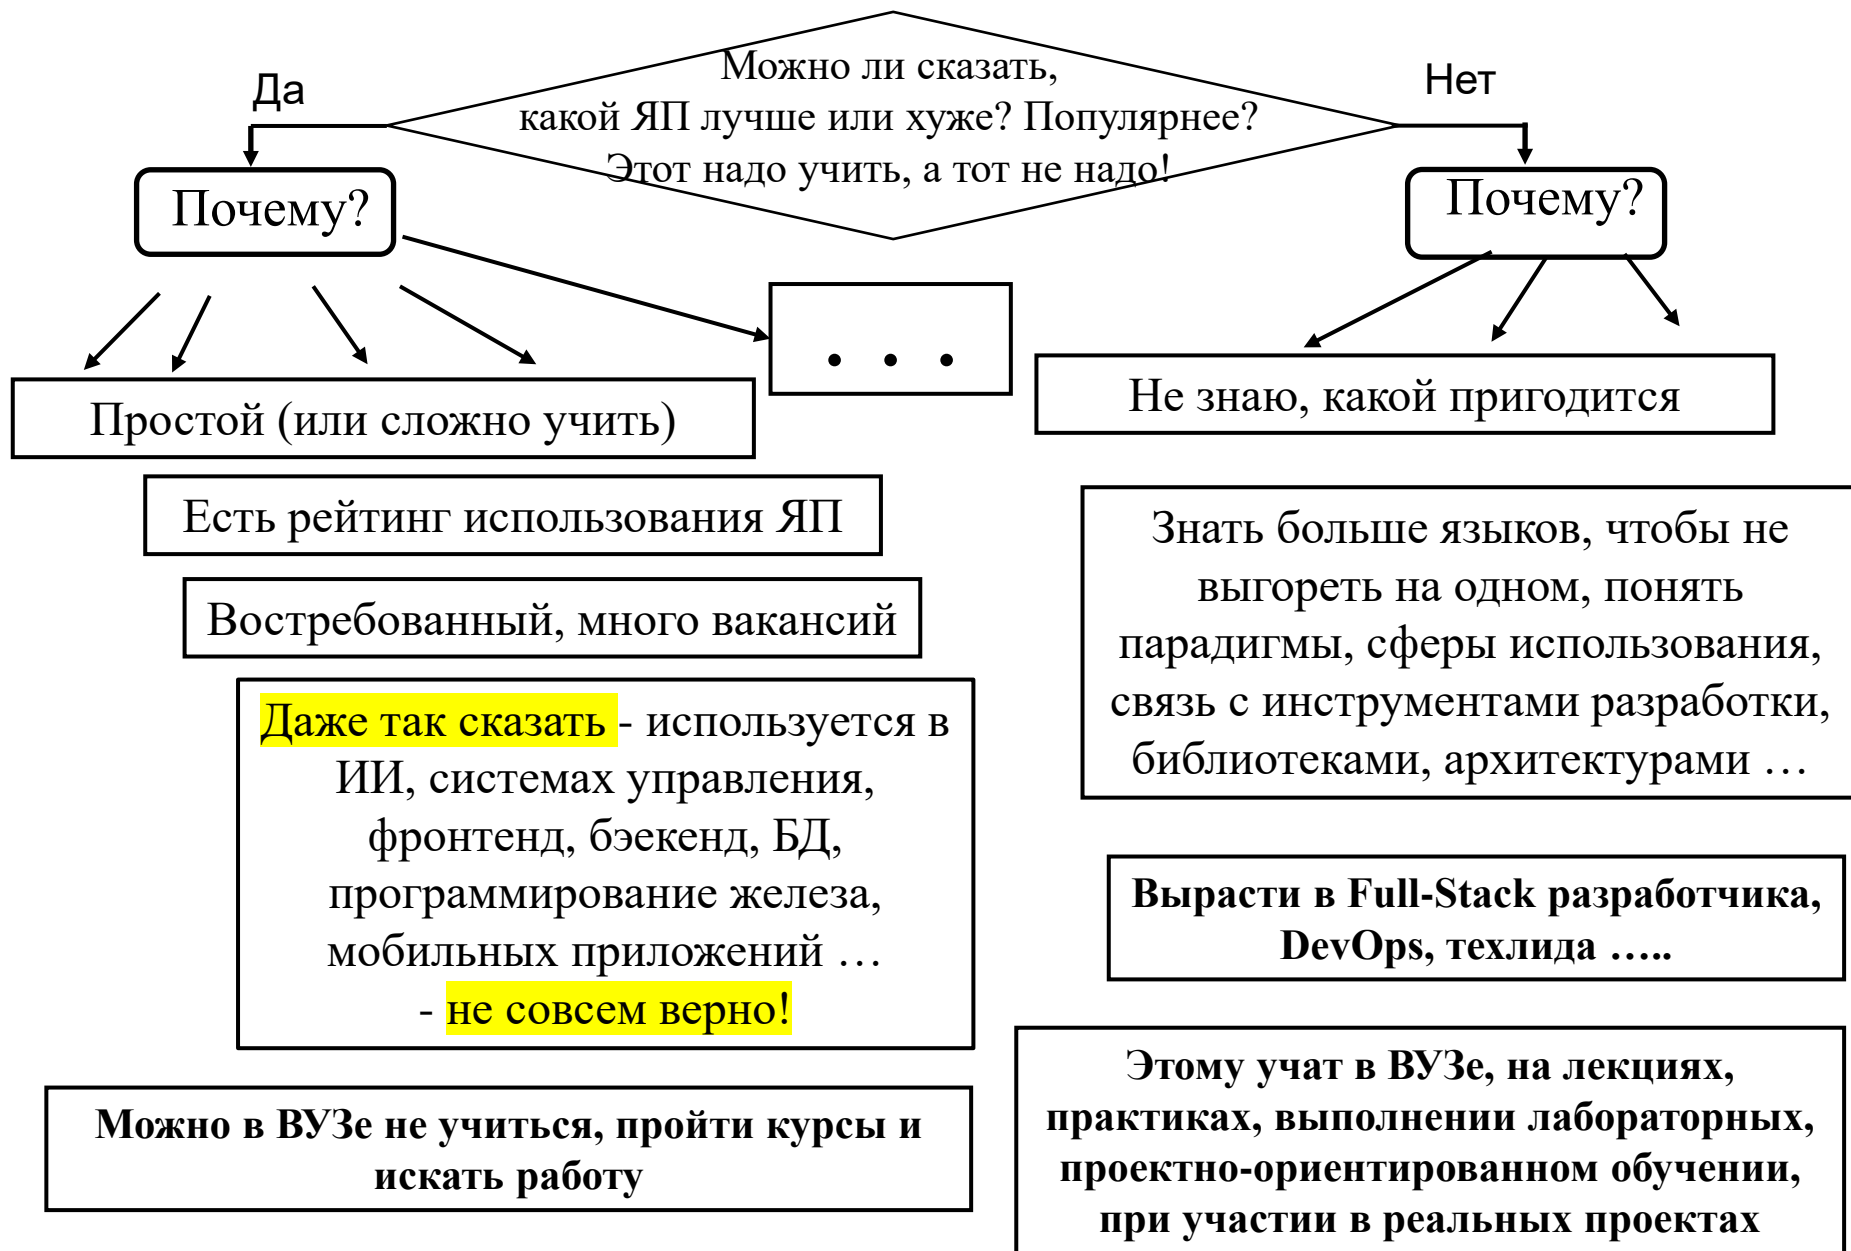 Можно ли сказать,
какой ЯП лучше или хуже? Популярнее?
Этот надо учить, а тот не надо!
Да
Нет
Почему?
Почему?
. . .
Простой (или сложно учить)
Есть рейтинг использования ЯП
Востребованный, много вакансий
Даже так сказать - используется в
ИИ, системах управления,
фронтенд, бэекенд, БД,
программирование железа,
мобильных приложений …
- не совсем верно!
Можно в ВУЗе не учиться, пройти курсы и
искать работу
Не знаю, какой пригодится
Знать больше языков, чтобы не
выгореть на одном, понять
парадигмы, сферы использования,
связь с инструментами разработки,
библиотеками, архитектурами …
Вырасти в Full-Stack разработчика,
DevOps, техлида …..
Этому учат в ВУЗе, на лекциях,
практиках, выполнении лабораторных,
проектно-ориентированном обучении,
при участии в реальных проектах